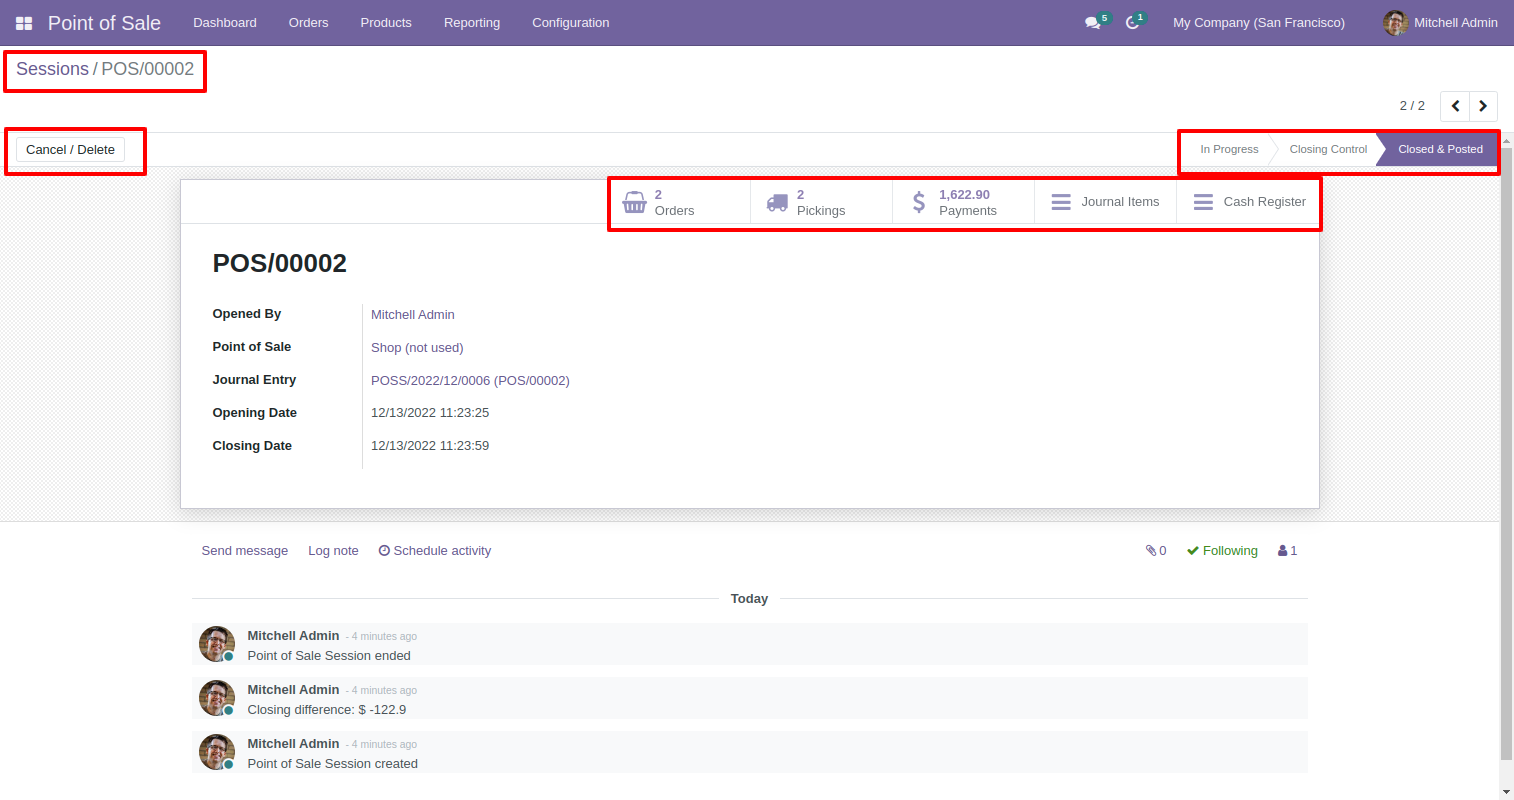 Point of Sale Dashboard Orders Products Reporting Configuration 5 1 My Company (San Francisco) Mitchell Admin
Sessions / POS/00002
2 / 2
Cancel / Delete In Progress Closing Control Closed & Posted
2 2 1,622.90
Orders Pickings Payments Journal Items Cash Register
POS/00002
Opened By Mitchell Admin
Point of Sale Shop (not used)
Journal Entry POSS/2022/12/0006 (POS/00002)
Opening Date 12/13/2022 11:23:25
Closing Date 12/13/2022 11:23:59
Send message Log note Schedule activity 0 Following 1
Today
Mitchell Admin - 4 minutes ago
Point of Sale Session ended
Mitchell Admin - 4 minutes ago
Closing difference: $ -122.9
Mitchell Admin - 4 minutes ago
Point of Sale Session created